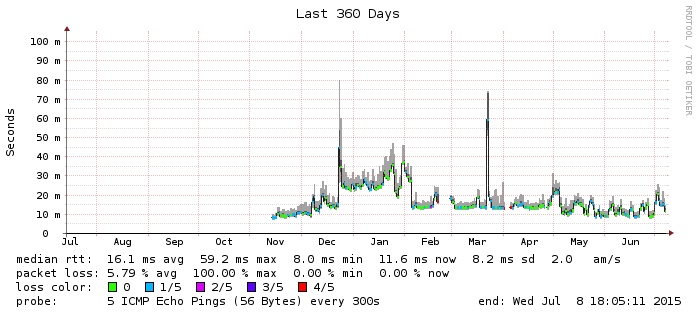 Last 360 Days
RRDTOOL / TOBI OETIKER
Seconds
100 m
90 m
80 m
70 m
60 m
50 m
40 m
30 m
20 m
10 m
0
Jul Aug Sep Oct Nov Dec Jan Feb Mar Apr May Jun
median rtt: 16.1 ms avg 59.2 ms max 8.0 ms min 11.6 ms now 8.2 ms sd 2.0 am/s
packet loss: 5.79 % avg 100.00 % max 0.00 % min 0.00 % now
loss color: 0 1/5 2/5 3/5 4/5
probe: 5 ICMP Echo Pings (56 Bytes) every 300s end: Wed Jul 8 18:05:11 2015